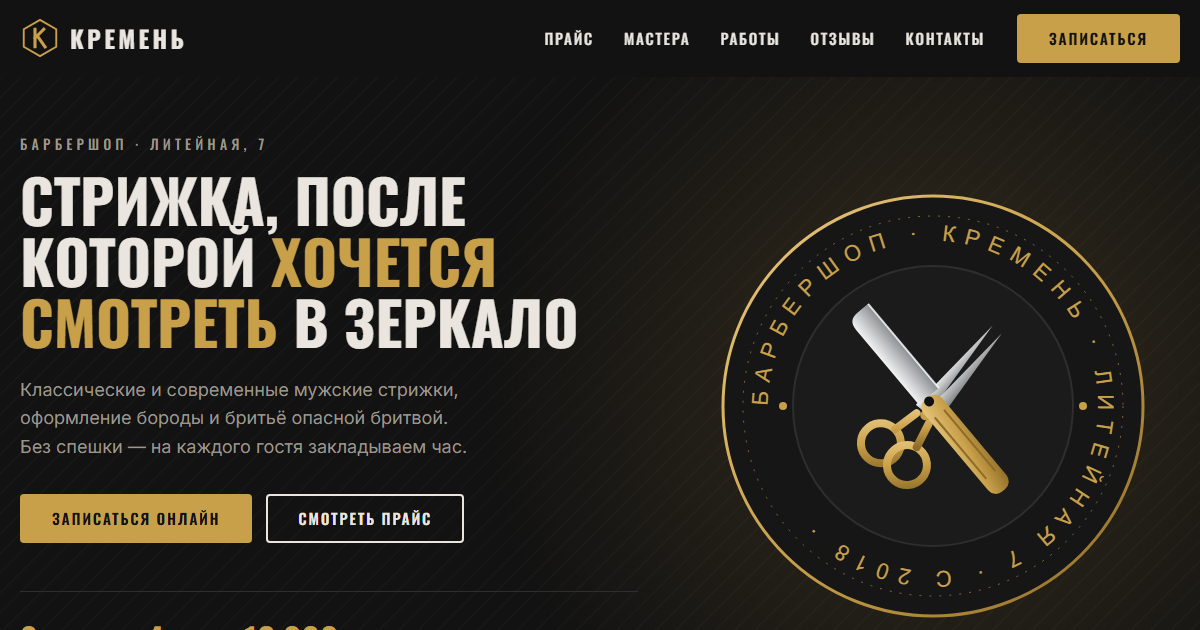 КРЕМЕНЬ
ПРАЙС
МАСТЕРА
РАБОТЫ
ОТЗЫВЫ
КОНТАКТЫ
ЗАПИСАТЬСЯ
БАРБЕРШОП · ЛИТЕЙНАЯ, 7
СТРИЖКА, ПОСЛЕ
КОТОРОЙ ХОЧЕТСЯ
СМОТРЕТЬ В ЗЕРКАЛО
Классические и современные мужские стрижки,
оформление бороды и бритьё опасной бритвой.
Без спешки — на каждого гостя закладываем час.
ЗАПИСАТЬСЯ ОНЛАЙН
СМОТРЕТЬ ПРАЙС
БАРБЕРШОП · КРЕМЕНЬ · ЛИТЕЙНАЯ 7 · С 2018 ·